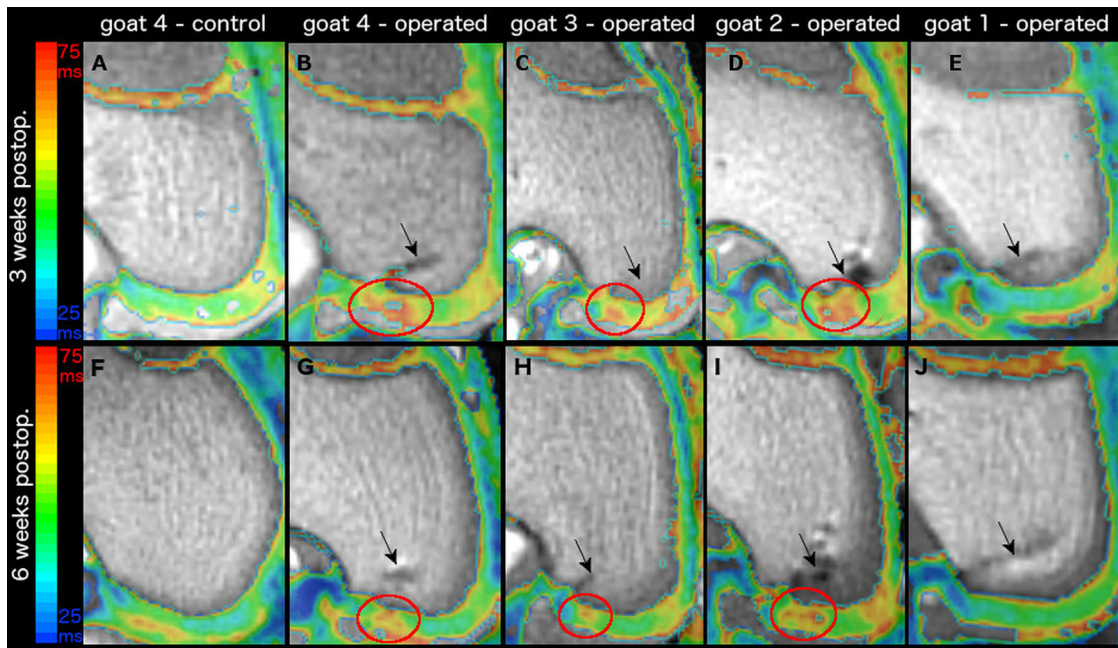 goat 4 - control goat 4 - operated goat 3 - operated goat 2 - operated goat 1 - operated
3 weeks postop.
75
ms
25
ms
A B C D E
6 weeks postop.
75
ms
25
ms
F G H I J